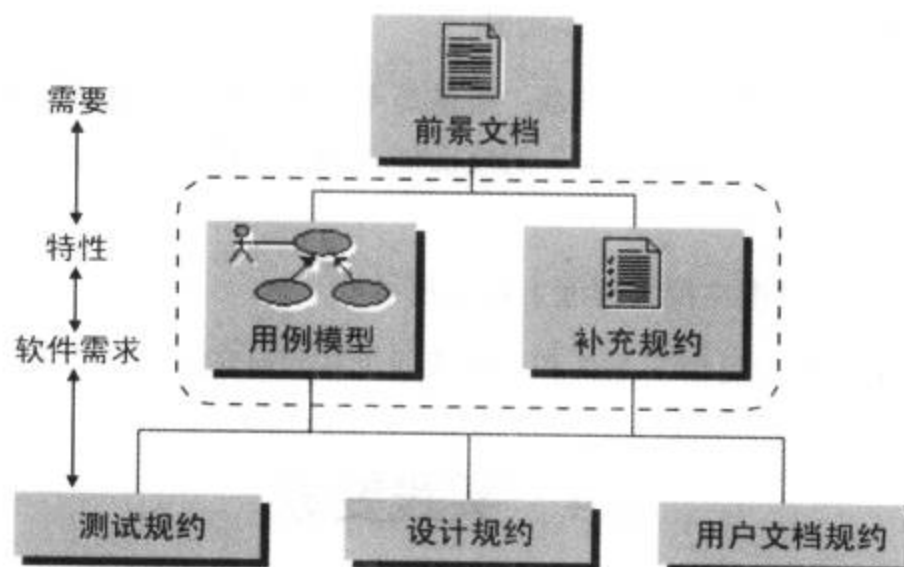 前景文档
需要
特性
软件需求
用例模型
补充规约
测试规约
设计规约
用户文档规约